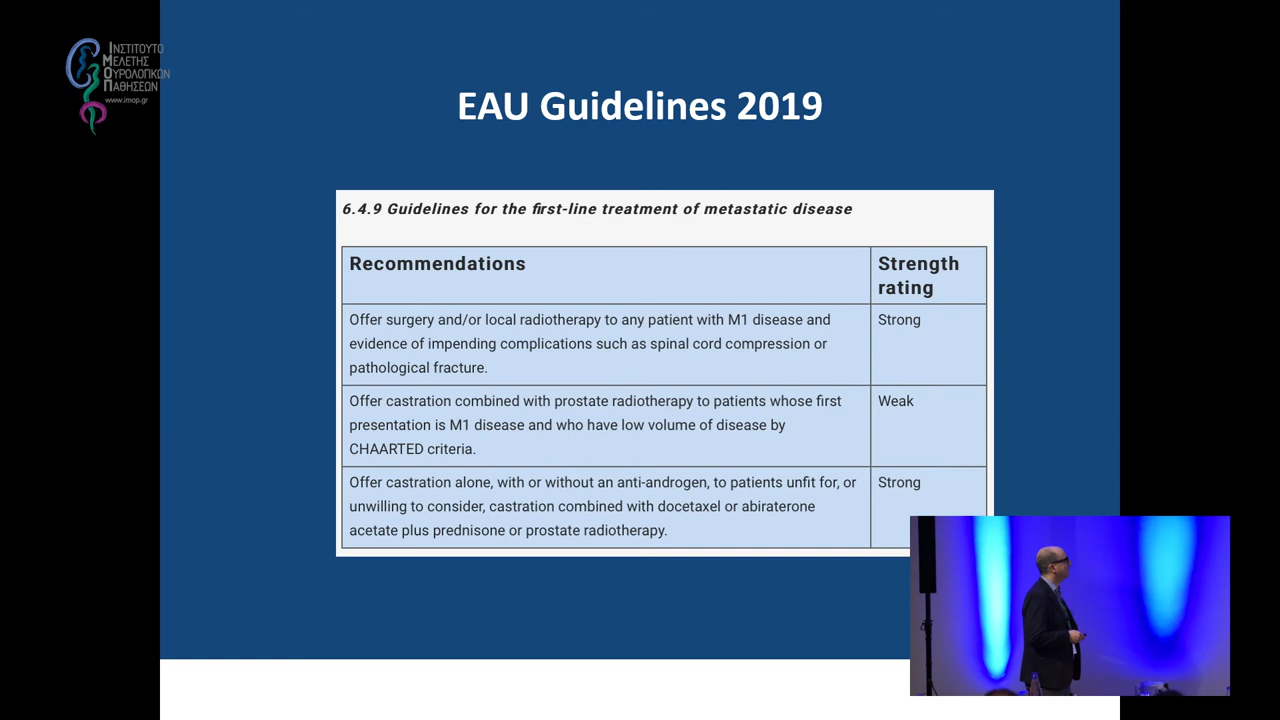 ΙΝΣΤΙΤΟΥΤΟ
ΜΕΛΕΤΗΣ
ΟΥΡΟΛΟΓΙΚΩΝ
ΠΑΘΗΣΕΩΝ
www.imop.gr
EAU Guidelines 2019
6.4.9 Guidelines for the first-line treatment of metastatic disease
Recommendations
Strength
rating
Offer surgery and/or local radiotherapy to any patient with M1 disease and
evidence of impending complications such as spinal cord compression or
pathological fracture.
Strong
Offer castration combined with prostate radiotherapy to patients whose first
presentation is M1 disease and who have low volume of disease by
CHAARTED criteria.
Weak
Offer castration alone, with or without an anti-androgen, to patients unfit for, or
unwilling to consider, castration combined with docetaxel or abiraterone
acetate plus prednisone or prostate radiotherapy.
Strong